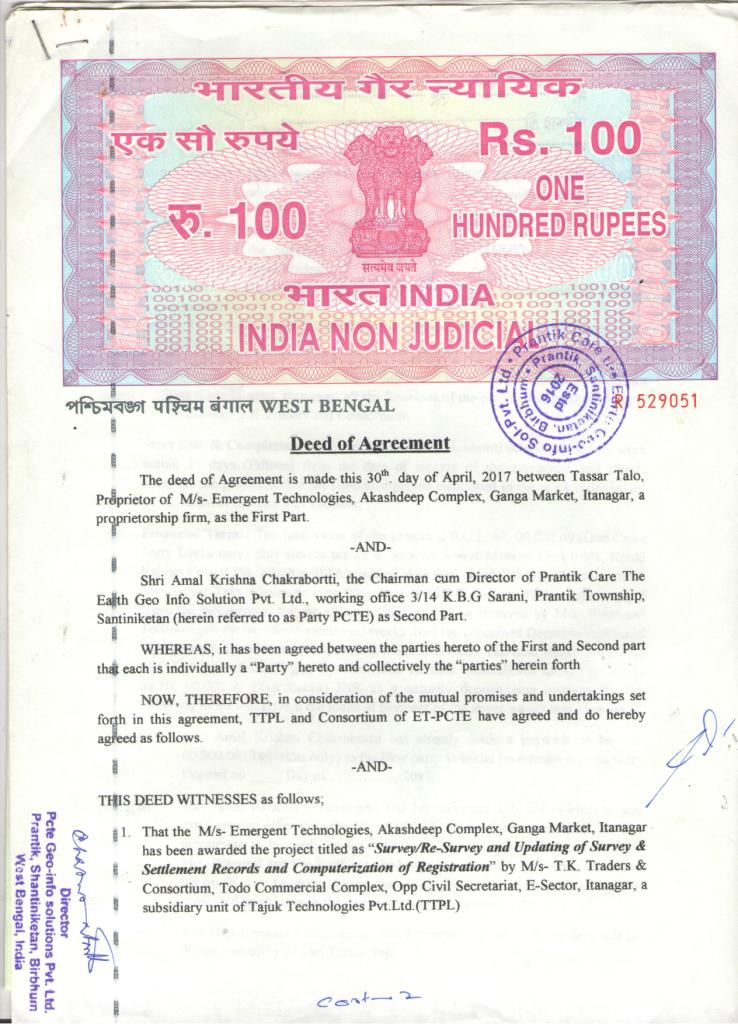 भारतीय गैर न्यायिक
एक सौ रुपये Rs. 100
रु. 100 ONE
HUNDRED RUPEES
सत्यमेव जयते
भारत INDIA
INDIA NON JUDICIAL
Prantik Care The Earth Geo-Info Sol-Pvt. Ltd.
Prantik, Santiniketan, Birbhum
Estd
2016
পশ্চিমবঙ্গ पश्चिम बंगाल WEST BENGAL
529051
Deed of Agreement
The deed of Agreement is made this 30th. day of April, 2017 between Tassar Talo,
Proprietor of M/s- Emergent Technologies, Akashdeep Complex, Ganga Market, Itanagar, a
proprietorship firm, as the First Part.
-AND-
Shri Amal Krishna Chakrabortti, the Chairman cum Director of Prantik Care The
Earth Geo Info Solution Pvt. Ltd., working office 3/14 K.B.G Sarani, Prantik Township,
Santiniketan (herein referred to as Party PCTE) as Second Part.
WHEREAS, it has been agreed between the parties hereto of the First and Second part
that each is individually a “Party” hereto and collectively the “parties” herein forth
NOW, THEREFORE, in consideration of the mutual promises and undertakings set
forth in this agreement, TTPL and Consortium of ET-PCTE have agreed and do hereby
agreed as follows.
-AND-
THIS DEED WITNESSES as follows;
1. That the M/s- Emergent Technologies, Akashdeep Complex, Ganga Market, Itanagar
has been awarded the project titled as “Survey/Re-Survey and Updating of Survey &
Settlement Records and Computerization of Registration” by M/s- T.K. Traders &
Consortium, Todo Commercial Complex, Opp Civil Secretariat, E-Sector, Itanagar, a
subsidiary unit of Tajuk Technologies Pvt.Ltd.(TTPL)
Director
Pcte Geo-info solutions Pvt. Ltd.
Prantik, Shantiniketan, Birbhum
West Bengal, India
Cont-2